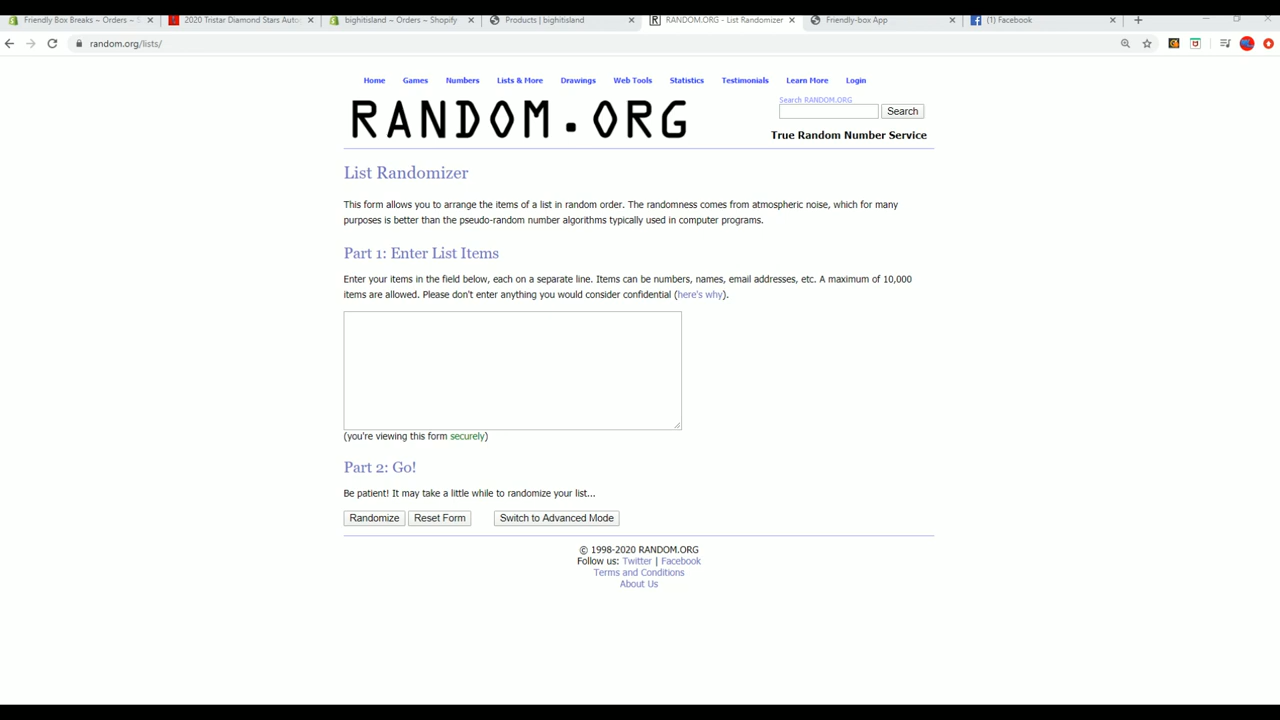 Friendly Box Breaks ~ Orders ~ S
2020 Tristar Diamond Stars Autog
bighitisland ~ Orders ~ Shopify
Products | bighitisland
RANDOM.ORG - List Randomizer
Friendly-box App
(1) Facebook
random.org/lists/
Home Games Numbers Lists & More Drawings Web Tools Statistics Testimonials Learn More Login
RANDOM.ORG
Search RANDOM.ORG
Search
True Random Number Service
List Randomizer
This form allows you to arrange the items of a list in random order. The randomness comes from atmospheric noise, which for many
purposes is better than the pseudo-random number algorithms typically used in computer programs.
Part 1: Enter List Items
Enter your items in the field below, each on a separate line. Items can be numbers, names, email addresses, etc. A maximum of 10,000
items are allowed. Please don't enter anything you would consider confidential (here's why).
(you're viewing this form securely)
Part 2: Go!
Be patient! It may take a little while to randomize your list...
Randomize Reset Form Switch to Advanced Mode
© 1998-2020 RANDOM.ORG
Follow us: Twitter | Facebook
Terms and Conditions
About Us